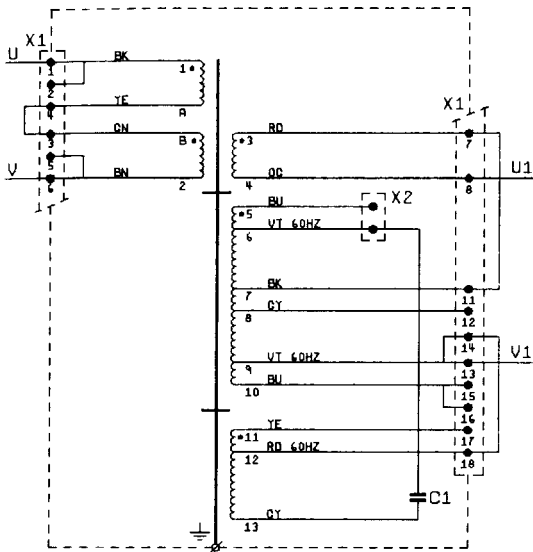 X1
U
BK
1
1
2
YE
4
A
GN
3
B
5
V
BN
6
2
X1
RD
3
7
OG
U1
4
8
BU
X2
5
VT 60HZ
6
BK
7
11
GY
8
12
14
VT 60HZ
V1
9
13
BU
10
15
16
YE
11
17
RD 60HZ
12
18
C1
GY
13